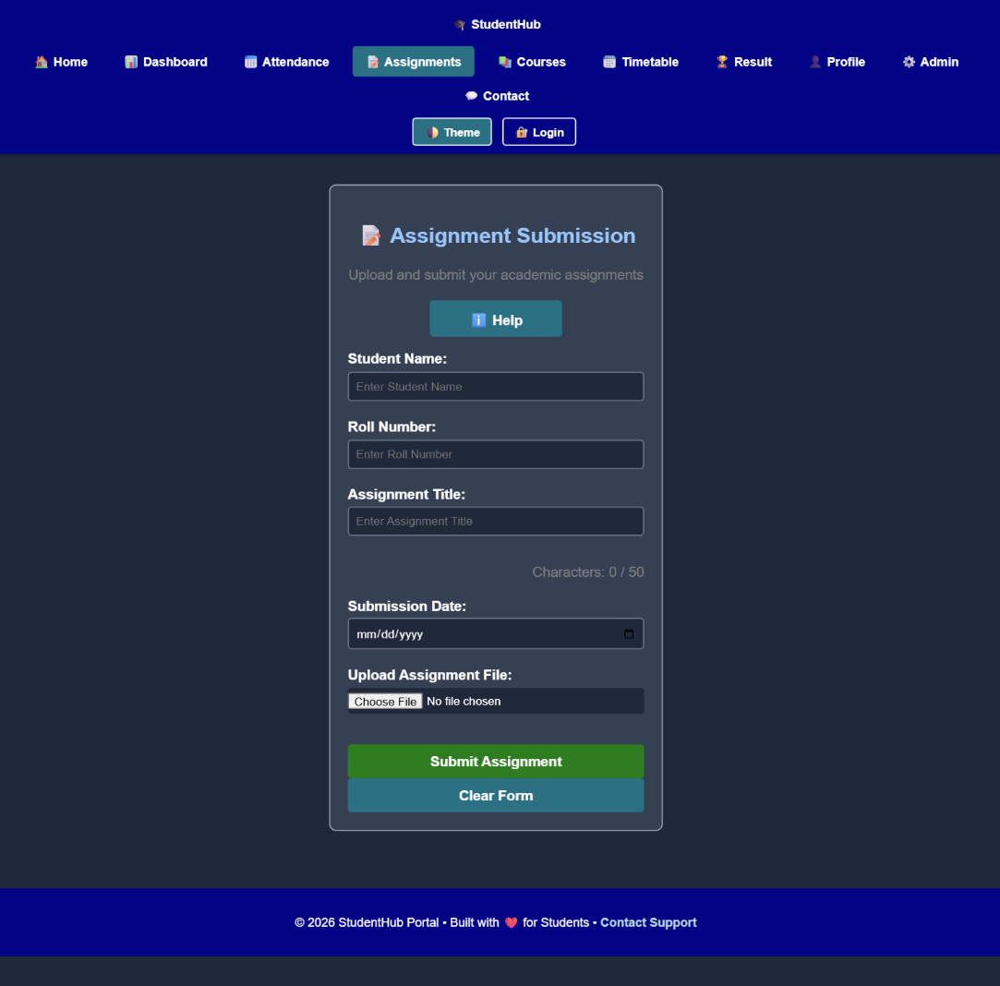 🎓 StudentHub
🏠 Home 📊 Dashboard 📅 Attendance 📝 Assignments 📚 Courses 🗓️ Timetable 🏆 Result 👤 Profile ⚙️ Admin
💬 Contact
🌗 Theme 🔐 Login
📝 Assignment Submission
Upload and submit your academic assignments
ℹ️ Help
Student Name:
Enter Student Name
Roll Number:
Enter Roll Number
Assignment Title:
Enter Assignment Title
Characters: 0 / 50
Submission Date:
mm/dd/yyyy
Upload Assignment File:
Choose File No file chosen
Submit Assignment
Clear Form
© 2026 StudentHub Portal • Built with ❤️ for Students • Contact Support